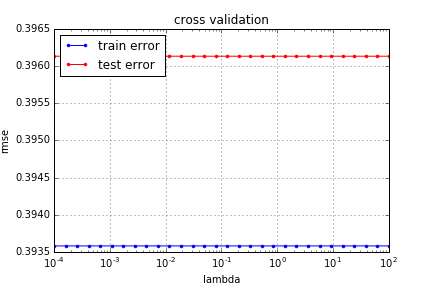 cross validation
0.3965
0.3960
0.3955
0.3950
0.3945
0.3940
0.3935
rmse
train error
test error
10^-4
10^-3
10^-2
10^-1
10^0
10^1
10^2
lambda